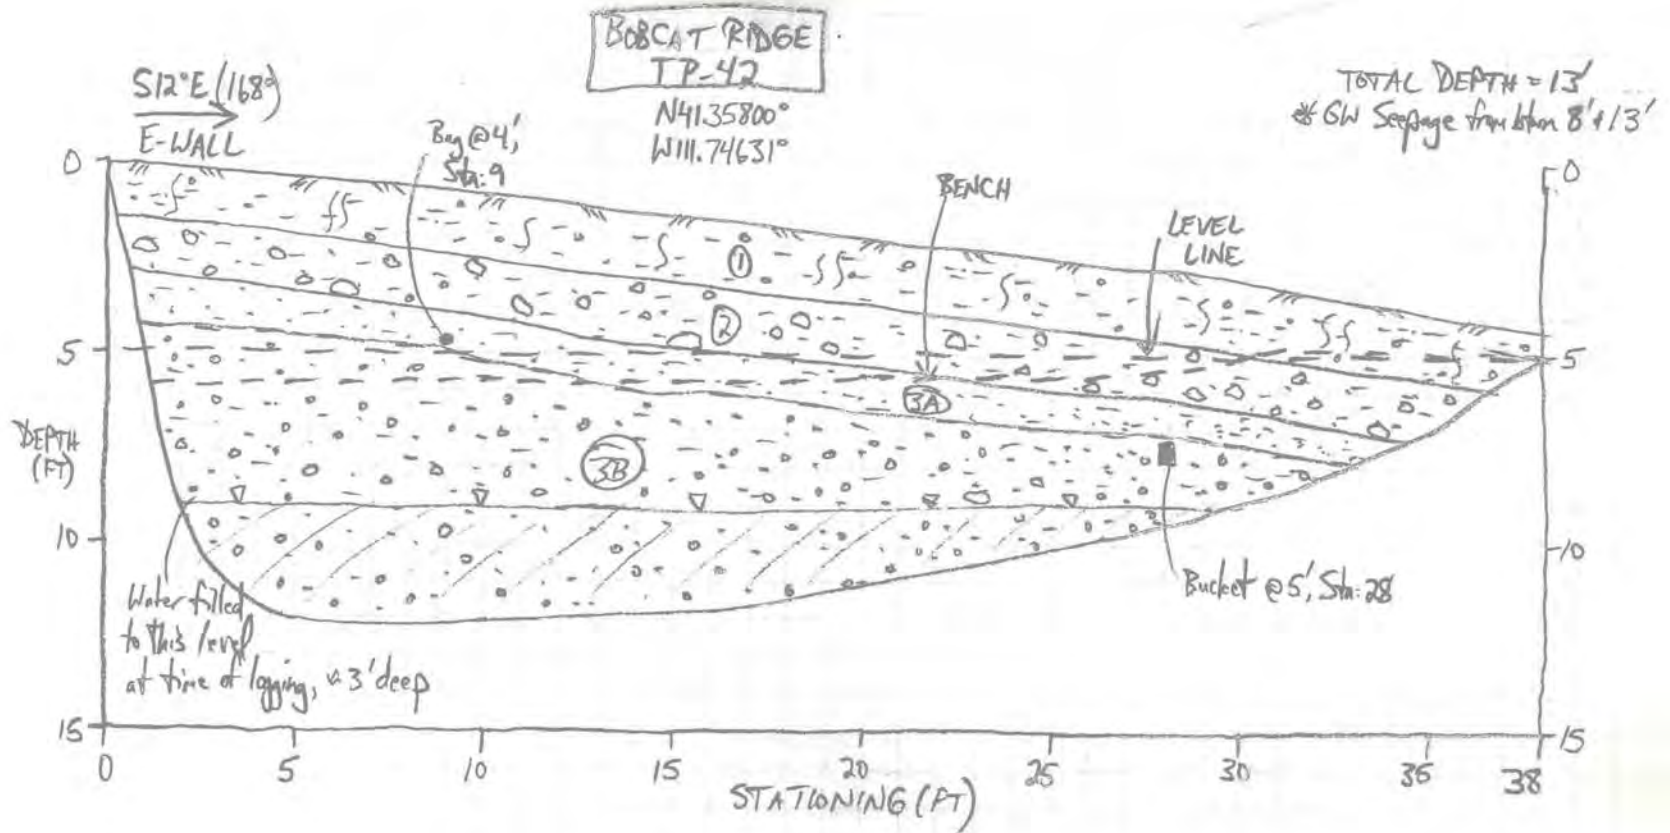 BOBCAT RIDGE
TP-42
N41.35800°
W111.74631°
S12°E (168°)
E-WALL
TOTAL DEPTH = 13'
* GW Seepage from btwn 8' & 13'
Bag @ 4',
Sta: 9
BENCH
LEVEL
LINE
1
2
3A
3B
0
5
10
15
DEPTH
(FT)
0
5
10
15
Water filled
to this level
at time of logging, ≈ 3' deep
Bucket @ 5', Sta: 28
0 5 10 15 20 25 30 35 38
STATIONING (FT)